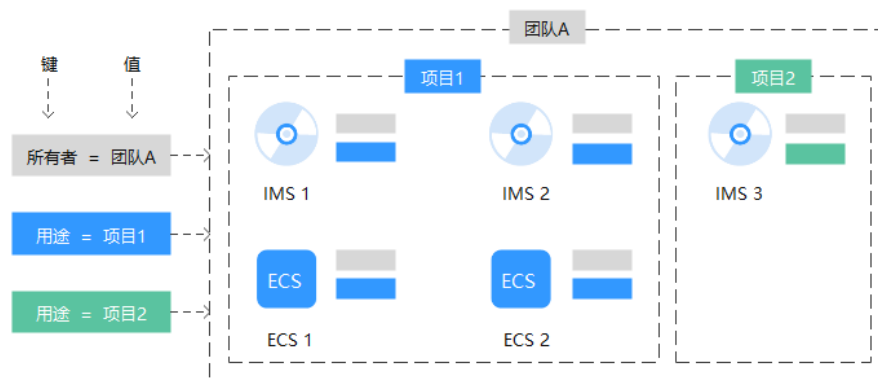 团队A
键 值
项目1
项目2
所有者 = 团队A
IMS 1
IMS 2
IMS 3
用途 = 项目1
ECS
ECS
用途 = 项目2
ECS 1
ECS 2